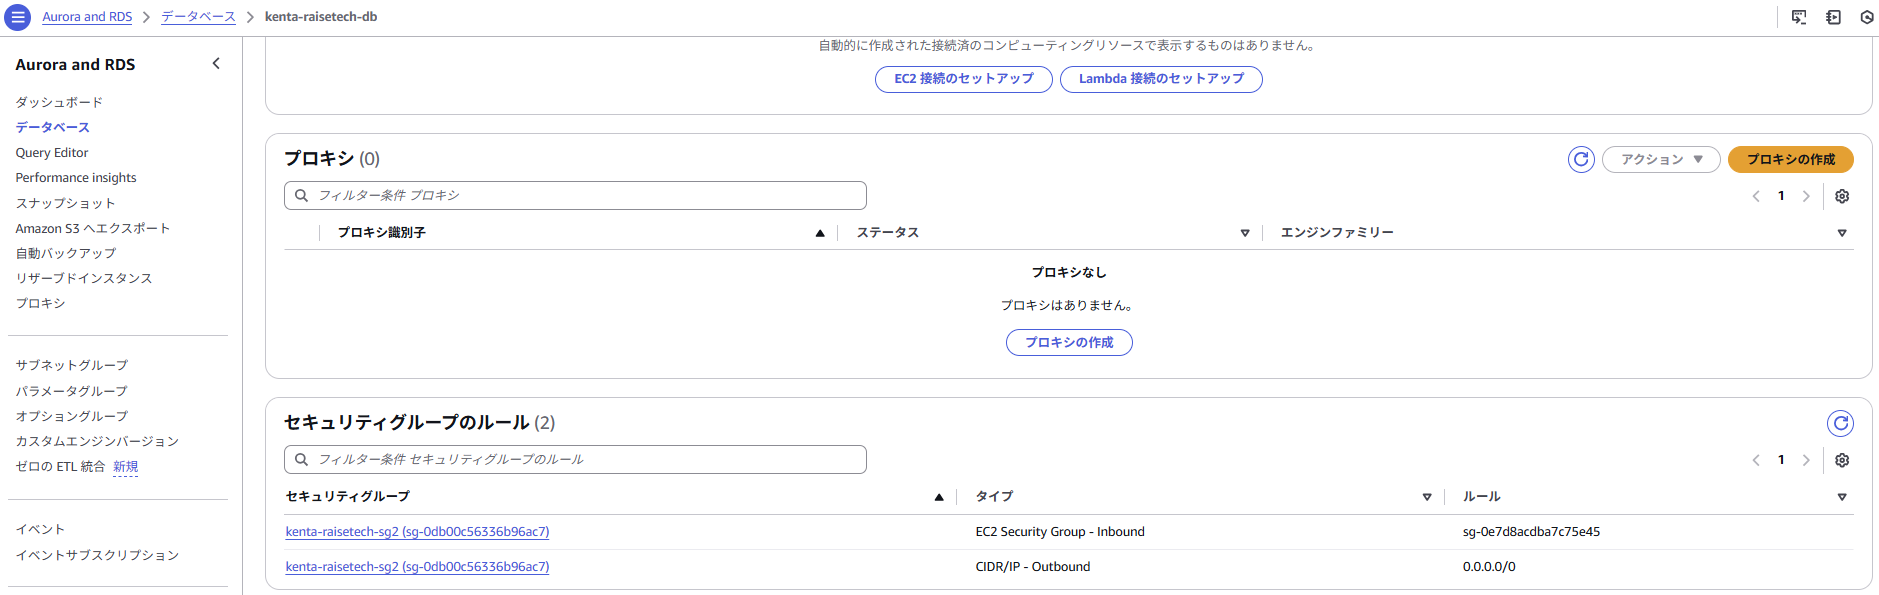 Aurora and RDS > データベース > kenta-raisetech-db
Aurora and RDS
ダッシュボード
データベース
Query Editor
Performance insights
スナップショット
Amazon S3 へエクスポート
自動バックアップ
リザーブドインスタンス
プロキシ
サブネットグループ
パラメータグループ
オプショングループ
カスタムエンジンバージョン
ゼロの ETL 統合 新規
イベント
イベントサブスクリプション
自動的に作成された接続済のコンピューティングリソースで表示するものはありません。
EC2 接続のセットアップ Lambda 接続のセットアップ
プロキシ (0)
アクション プロキシの作成
フィルター条件 プロキシ
1
プロキシ識別子 ステータス エンジンファミリー
プロキシなし
プロキシはありません。
プロキシの作成
セキュリティグループのルール (2)
フィルター条件 セキュリティグループのルール
1
セキュリティグループ タイプ ルール
kenta-raisetech-sg2 (sg-0db00c56336b96ac7) EC2 Security Group - Inbound sg-0e7d8acdba7c75e45
kenta-raisetech-sg2 (sg-0db00c56336b96ac7) CIDR/IP - Outbound 0.0.0.0/0